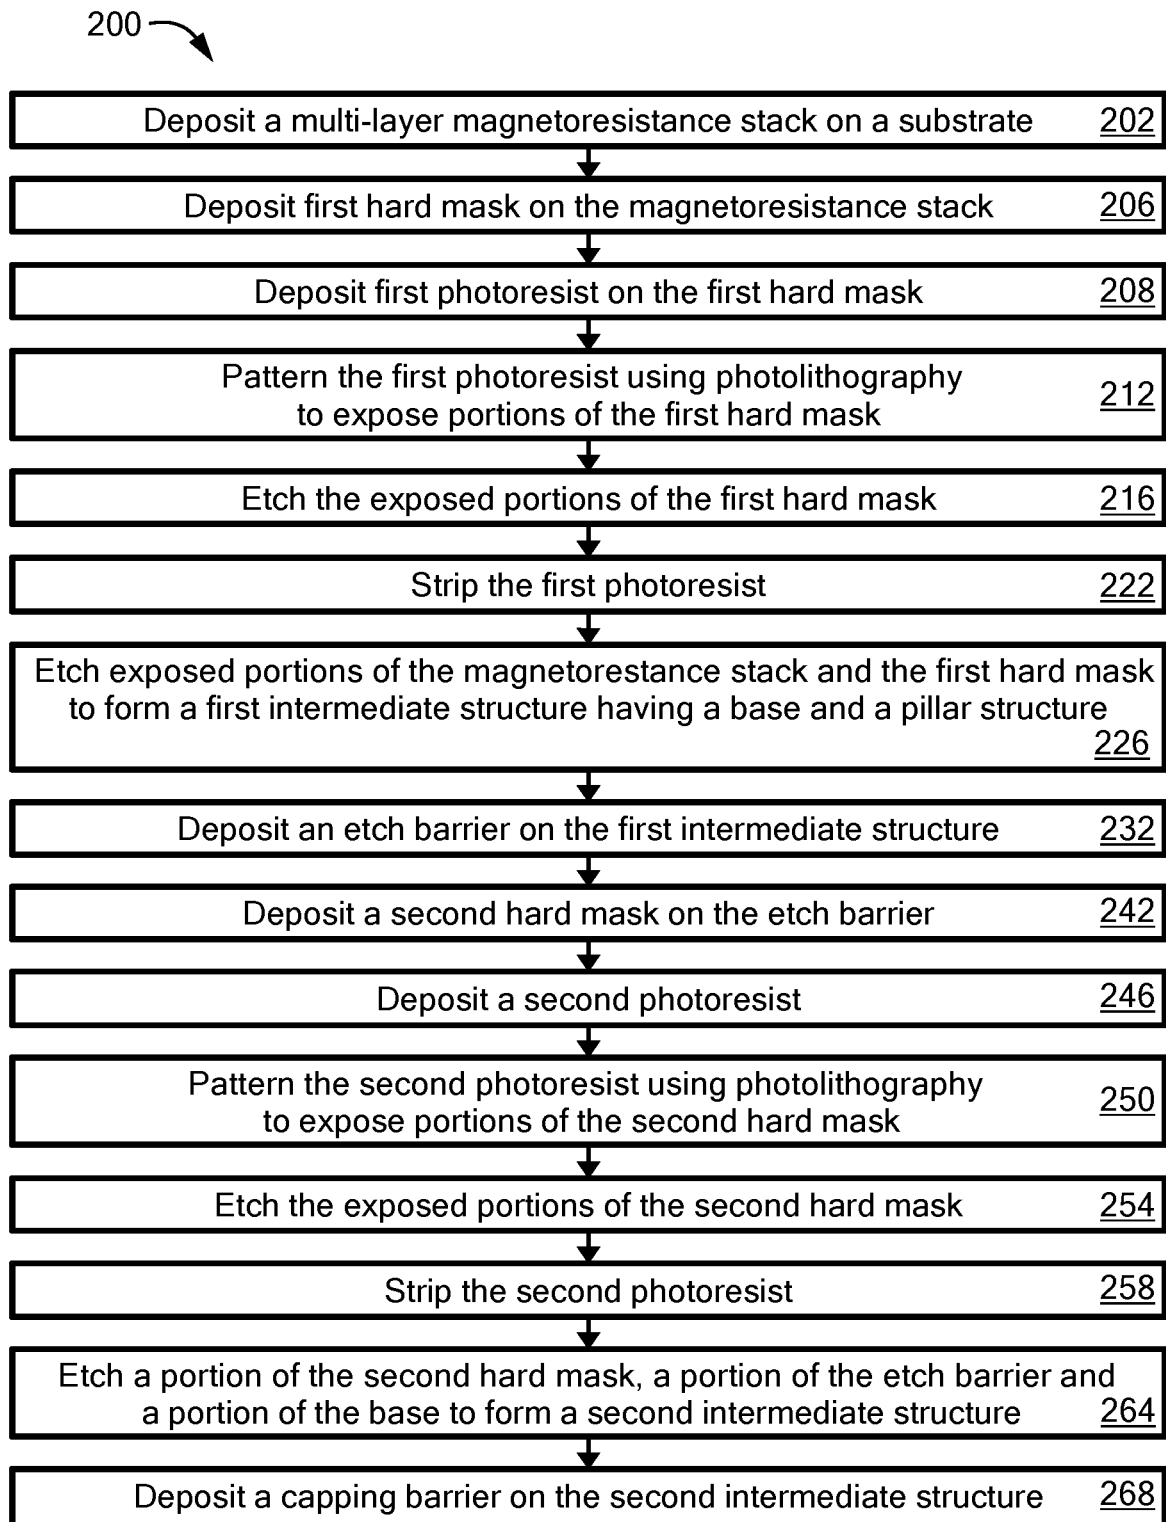 200
Deposit a multi-layer magnetoresistance stack on a substrate 202
Deposit first hard mask on the magnetoresistance stack 206
Deposit first photoresist on the first hard mask 208
Pattern the first photoresist using photolithography
to expose portions of the first hard mask 212
Etch the exposed portions of the first hard mask 216
Strip the first photoresist 222
Etch exposed portions of the magnetorestance stack and the first hard mask
to form a first intermediate structure having a base and a pillar structure
226
Deposit an etch barrier on the first intermediate structure 232
Deposit a second hard mask on the etch barrier 242
Deposit a second photoresist 246
Pattern the second photoresist using photolithography
to expose portions of the second hard mask 250
Etch the exposed portions of the second hard mask 254
Strip the second photoresist 258
Etch a portion of the second hard mask, a portion of the etch barrier and
a portion of the base to form a second intermediate structure 264
Deposit a capping barrier on the second intermediate structure 268